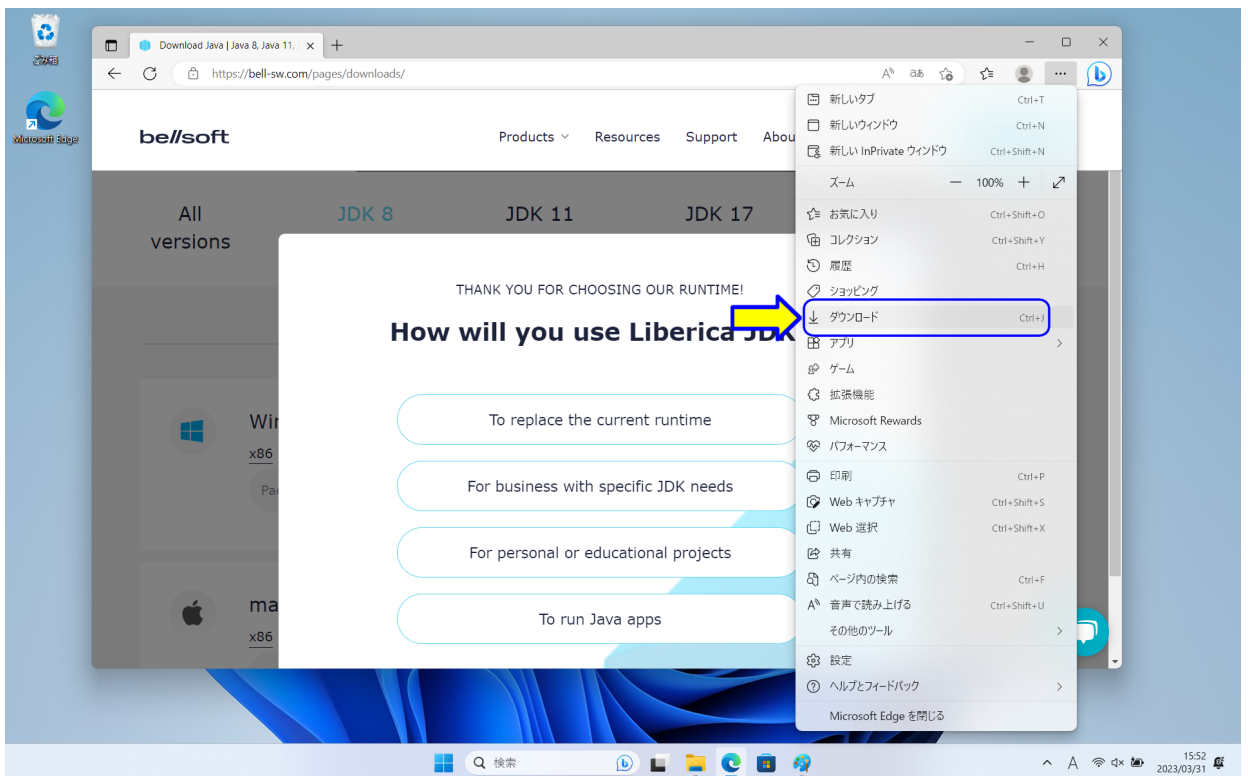 ごみ箱
Microsoft Edge
Download Java | Java 8, Java 11,
https://bell-sw.com/pages/downloads/
be//soft
Products
Resources
Support
Abou
All versions
JDK 8
JDK 11
JDK 17
THANK YOU FOR CHOOSING OUR RUNTIME!
How will you use Liberica JDK
To replace the current runtime
For business with specific JDK needs
For personal or educational projects
To run Java apps
Win
x86
Pac
ma
x86
新しいタブ Ctrl+T
新しいウィンドウ Ctrl+N
新しい InPrivate ウィンドウ Ctrl+Shift+N
ズーム 100%
お気に入り Ctrl+Shift+O
コレクション Ctrl+Shift+Y
履歴 Ctrl+H
ショッピング
ダウンロード Ctrl+J
アプリ
ゲーム
拡張機能
Microsoft Rewards
パフォーマンス
印刷 Ctrl+P
Web キャプチャ Ctrl+Shift+S
Web 選択 Ctrl+Shift+X
共有
ページ内の検索 Ctrl+F
音声で読み上げる Ctrl+Shift+U
その他のツール
設定
ヘルプとフィードバック
Microsoft Edge を閉じる
検索
A
15:52
2023/03/31